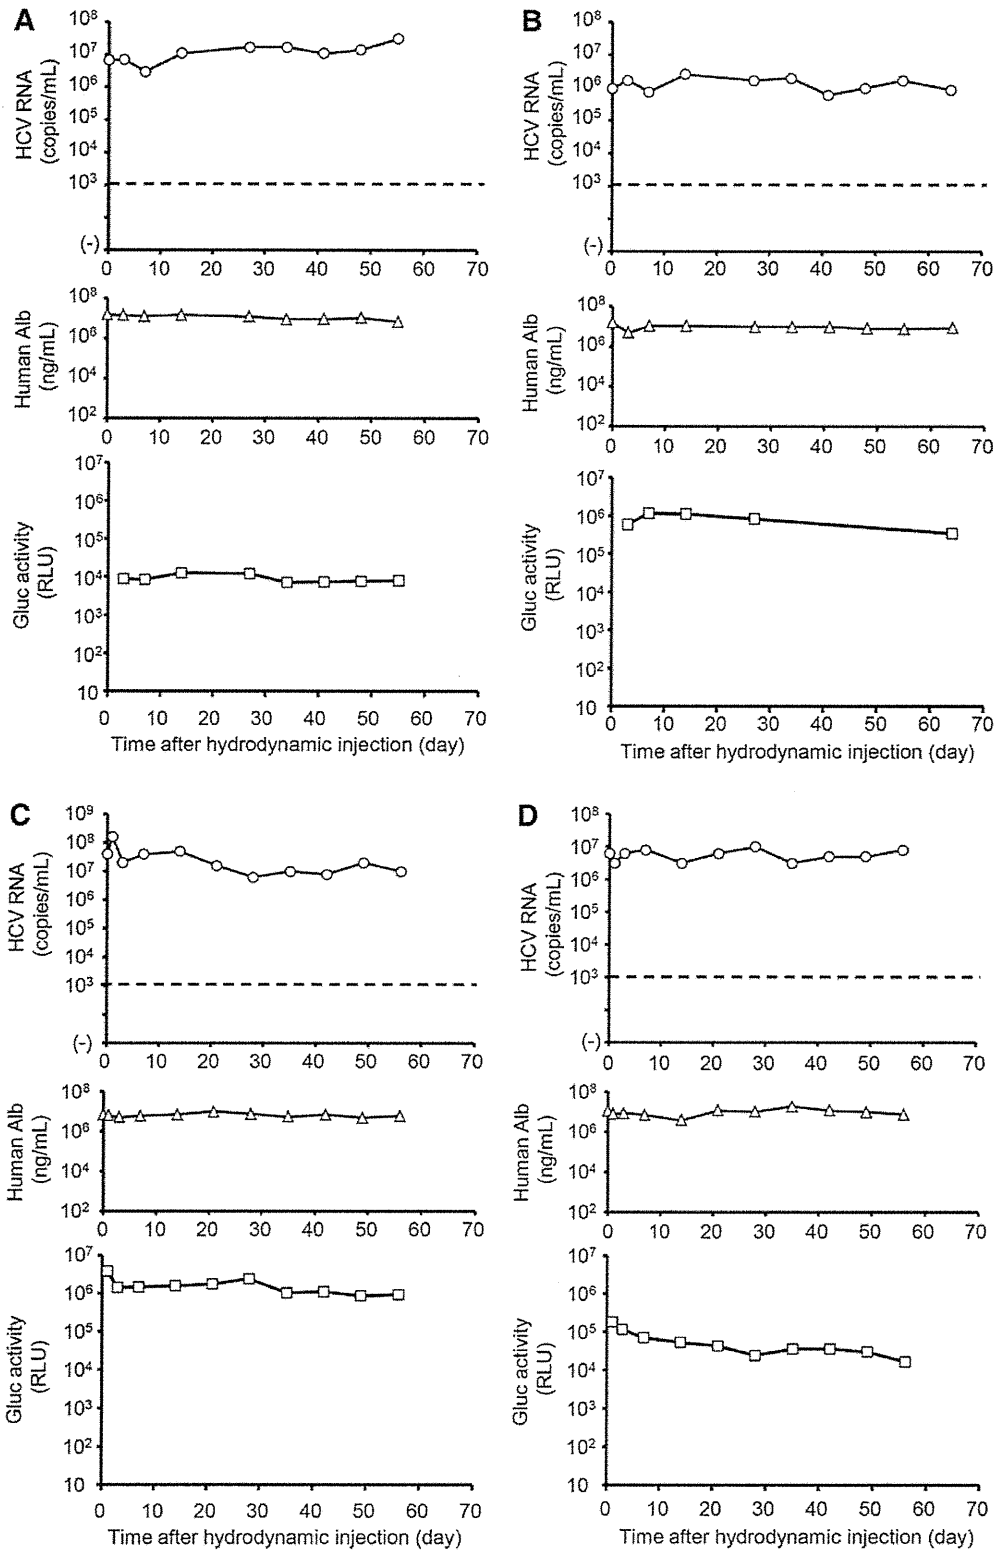 A
HCV RNA
(copies/mL)
10⁸
10⁷
10⁶
10⁵
10⁴
10³
(-)
0 10 20 30 40 50 60 70
Human Alb
(ng/mL)
10⁸
10⁶
10⁴
10²
0 10 20 30 40 50 60 70
Gluc activity
(RLU)
10⁷
10⁶
10⁵
10⁴
10³
10²
10
0 10 20 30 40 50 60 70
Time after hydrodynamic injection (day)
B
HCV RNA
(copies/mL)
10⁸
10⁷
10⁶
10⁵
10⁴
10³
(-)
0 10 20 30 40 50 60 70
Human Alb
(ng/mL)
10⁸
10⁶
10⁴
10²
0 10 20 30 40 50 60 70
Gluc activity
(RLU)
10⁷
10⁶
10⁵
10⁴
10³
10²
10
0 10 20 30 40 50 60 70
Time after hydrodynamic injection (day)
C
HCV RNA
(copies/mL)
10⁹
10⁸
10⁷
10⁶
10⁵
10⁴
10³
(-)
0 10 20 30 40 50 60 70
Human Alb
(ng/mL)
10⁸
10⁶
10⁴
10²
0 10 20 30 40 50 60 70
Gluc activity
(RLU)
10⁷
10⁶
10⁵
10⁴
10³
10²
10
0 10 20 30 40 50 60 70
Time after hydrodynamic injection (day)
D
HCV RNA
(copies/mL)
10⁸
10⁷
10⁶
10⁵
10⁴
10³
(-)
0 10 20 30 40 50 60 70
Human Alb
(ng/mL)
10⁸
10⁶
10⁴
10²
0 10 20 30 40 50 60 70
Gluc activity
(RLU)
10⁷
10⁶
10⁵
10⁴
10³
10²
10
0 10 20 30 40 50 60 70
Time after hydrodynamic injection (day)